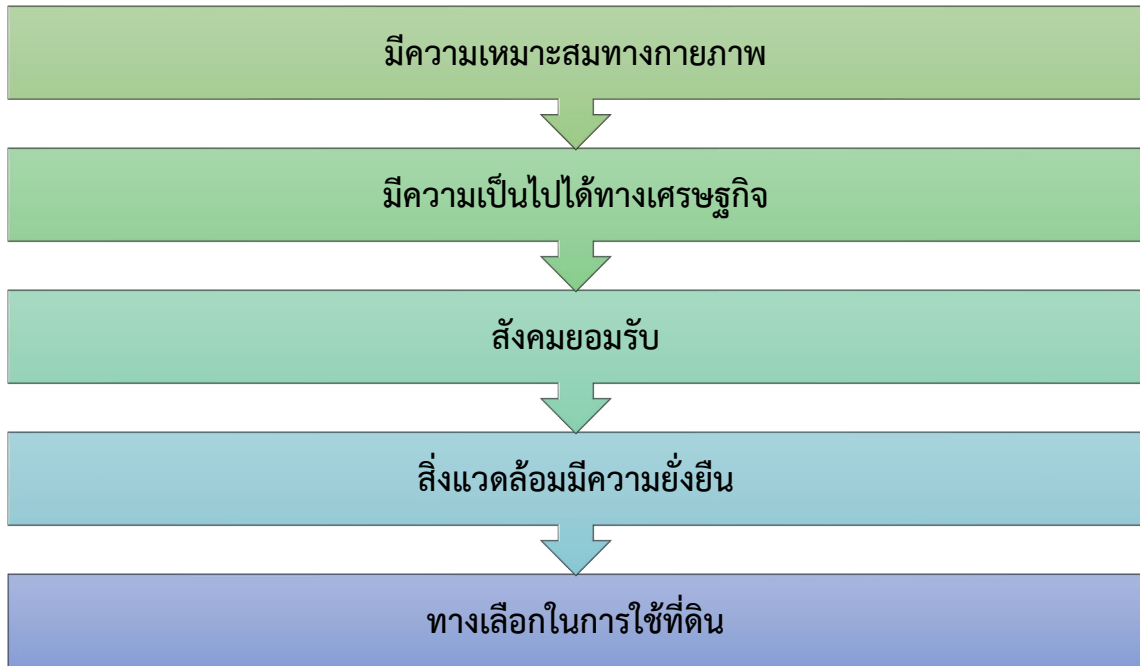 มีความเหมาะสมทางกายภาพ
มีความเป็นไปได้ทางเศรษฐกิจ
สังคมยอมรับ
สิ่งแวดล้อมมีความยั่งยืน
ทางเลือกในการใช้ที่ดิน